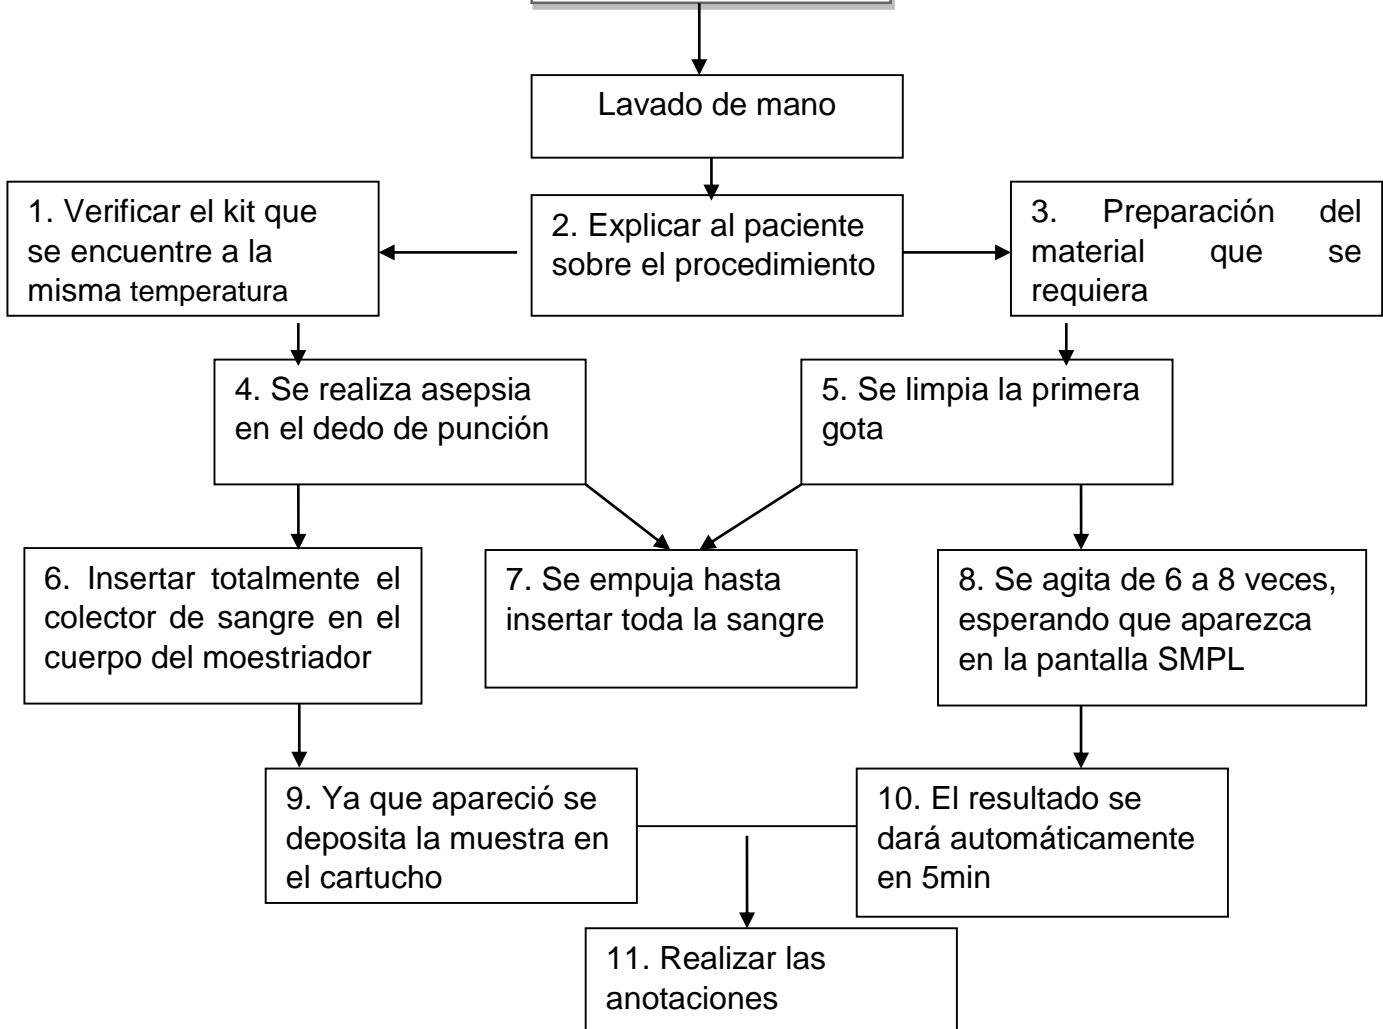 Lavado de mano
1. Verificar el kit que
se encuentre a la
misma temperatura
2. Explicar al paciente
sobre el procedimiento
3. Preparación del
material que se
requiera
4. Se realiza asepsia
en el dedo de punción
5. Se limpia la primera
gota
6. Insertar totalmente el
colector de sangre en el
cuerpo del moestriador
7. Se empuja hasta
insertar toda la sangre
8. Se agita de 6 a 8 veces,
esperando que aparezca
en la pantalla SMPL
9. Ya que apareció se
deposita la muestra en
el cartucho
10. El resultado se
dará automáticamente
en 5min
11. Realizar las
anotaciones